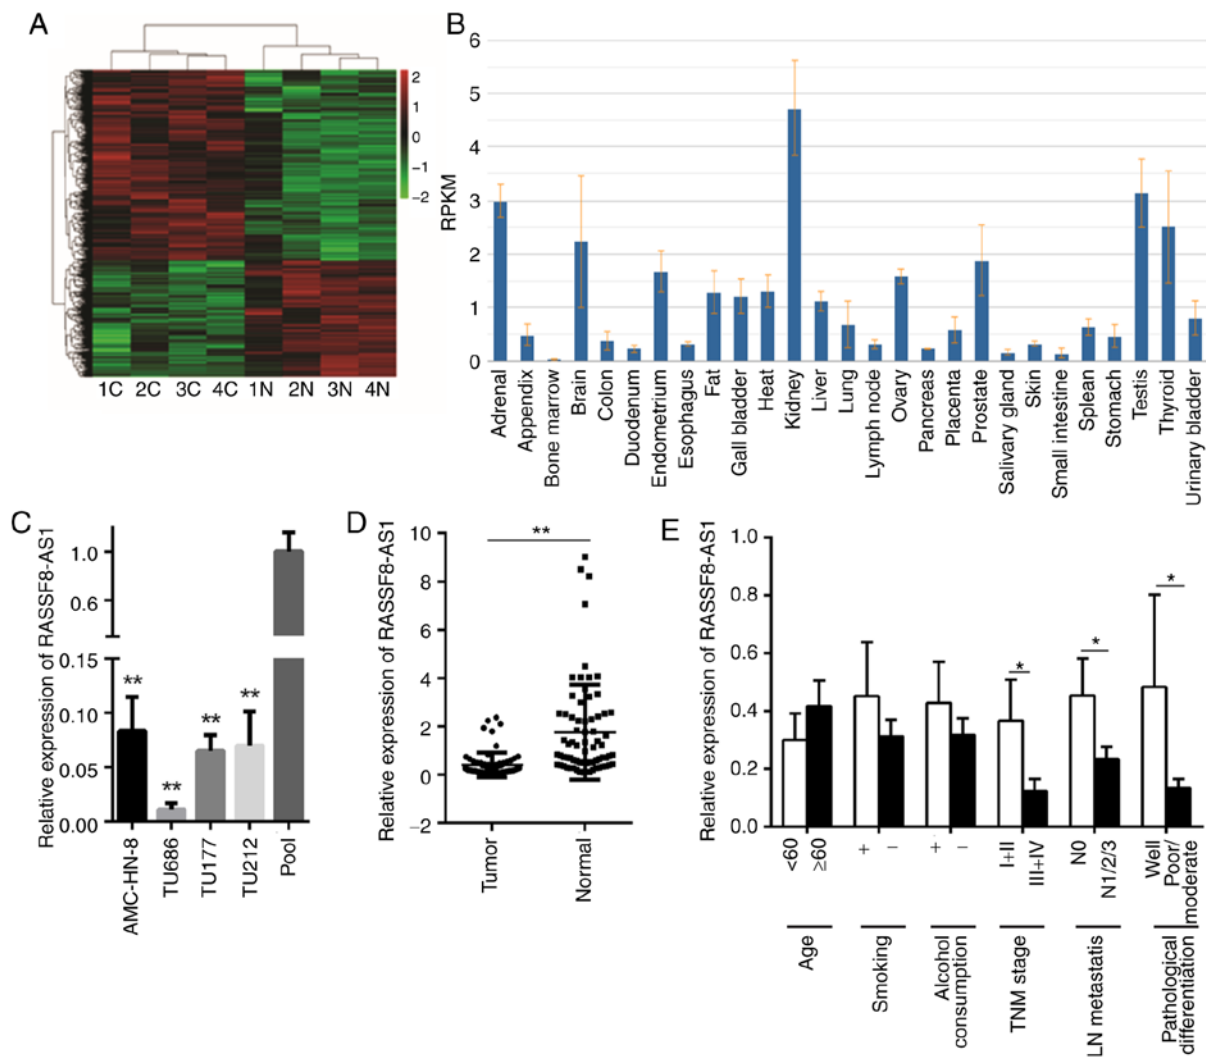 A
2
1
0
−1
−2
1C 2C 3C 4C 1N 2N 3N 4N
B
RPKM
6
5
4
3
2
1
0
Adrenal
Appendix
Bone marrow
Brain
Colon
Duodenum
Endometrium
Esophagus
Fat
Gall bladder
Heat
Kidney
Liver
Lung
Lymph node
Ovary
Pancreas
Placenta
Prostate
Salivary gland
Skin
Small intestine
Splean
Stomach
Testis
Thyroid
Urinary bladder
C
Relative expression of RASSF8-AS1
1.0
0.6
0.15
0.10
0.05
0.00
**
**
**
**
AMC-HN-8
TU686
TU177
TU212
Pool
D
Relative expression of RASSF8-AS1
10
8
6
4
2
0
−2
**
Tumor
Normal
E
Relative expression of RASSF8-AS1
1.0
0.8
0.6
0.4
0.2
0.0
*
*
*
<60
≥60
+
−
+
−
I+II
III+IV
N0
N1/2/3
Well
Poor/
moderate
Age
Smoking
Alcohol
consumption
TNM stage
LN metastatis
Pathological
differentiation